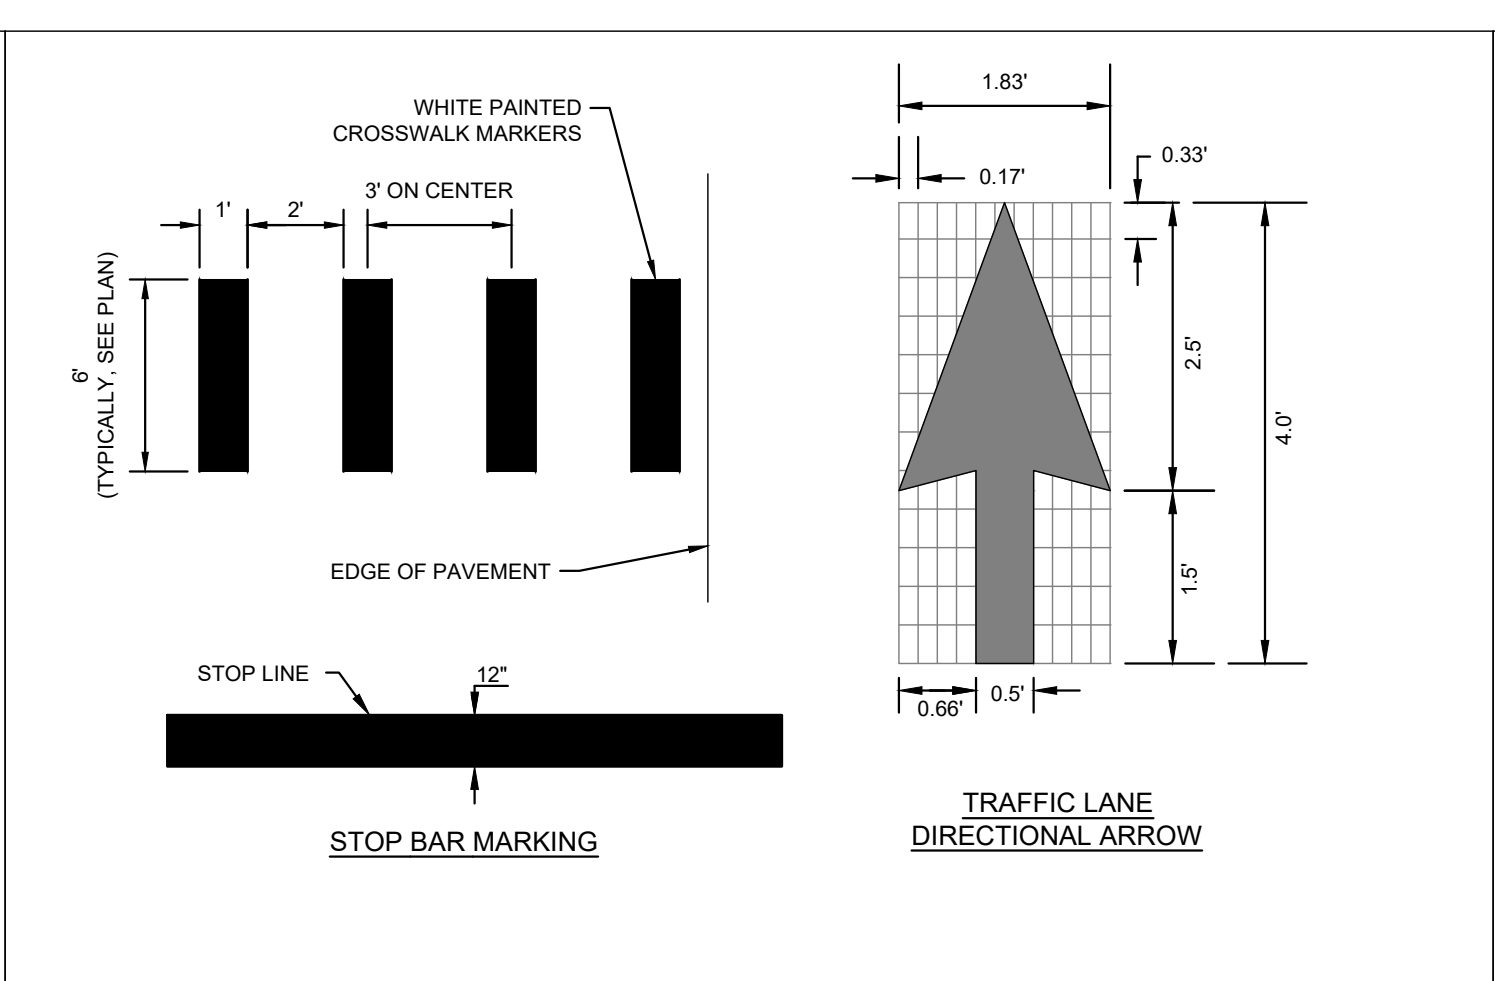 WHITE PAINTED
CROSSWALK MARKERS
3' ON CENTER
1'
2'
6'
(TYPICALLY, SEE PLAN)
EDGE OF PAVEMENT
STOP LINE
12"
STOP BAR MARKING
1.83'
0.33'
0.17'
2.5'
4.0'
1.5'
0.5'
0.66'
TRAFFIC LANE
DIRECTIONAL ARROW